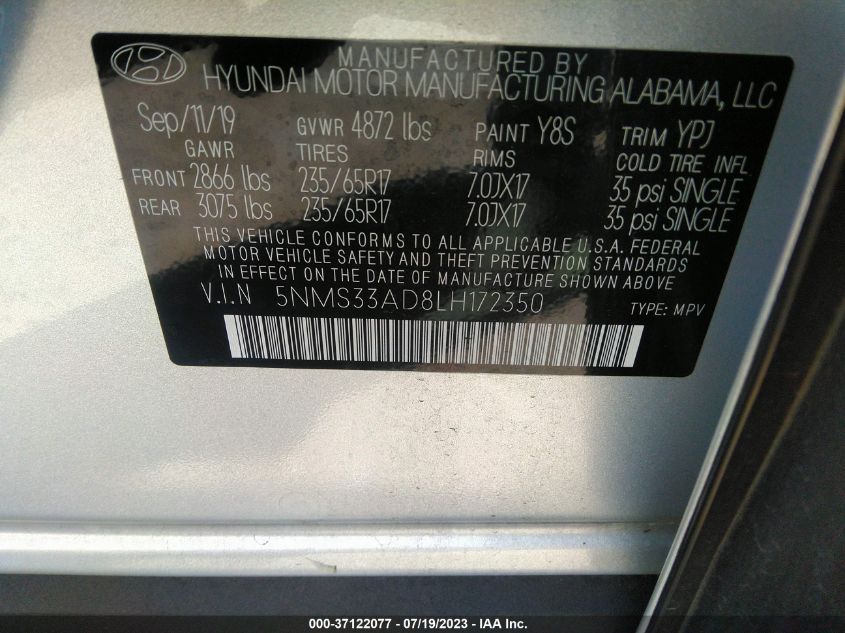 MANUFACTURED BY
HYUNDAI MOTOR MANUFACTURING ALABAMA, LLC
Sep/11/19 GVWR 4872 lbs PAINT Y8S TRIM YPJ
GAWR TIRES RIMS COLD TIRE INFL
FRONT 2866 lbs 235/65R17 7.0JX17 35 psi SINGLE
REAR 3075 lbs 235/65R17 7.0JX17 35 psi SINGLE
THIS VEHICLE CONFORMS TO ALL APPLICABLE U.S.A. FEDERAL
MOTOR VEHICLE SAFETY AND THEFT PREVENTION STANDARDS
IN EFFECT ON THE DATE OF MANUFACTURE SHOWN ABOVE
V.I.N 5NMS33AD8LH172350 TYPE: MPV
000-37122077 - 07/19/2023 - IAA Inc.